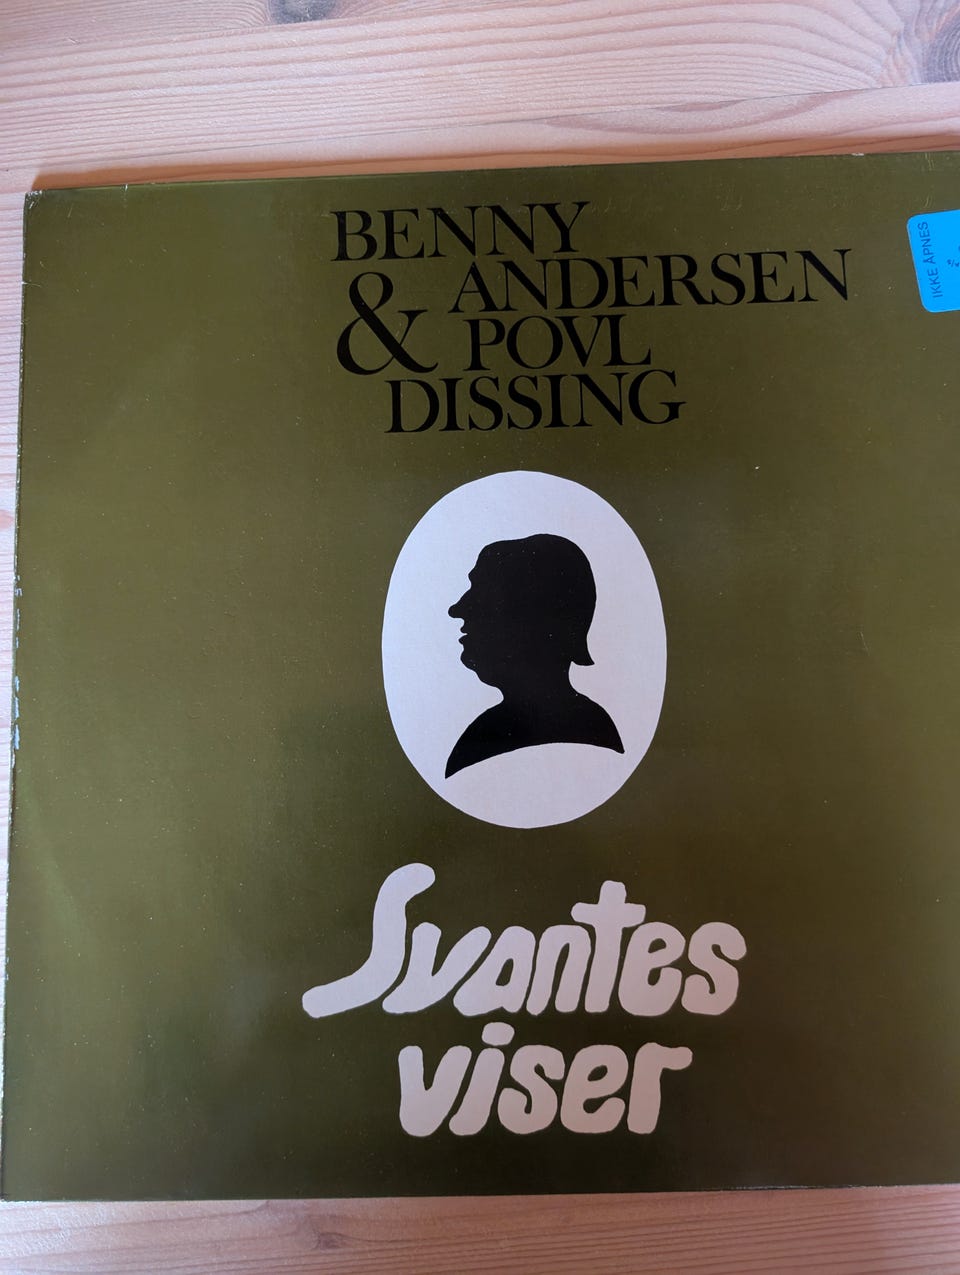 BENNY
& ANDERSEN
POVL
DISSING
IKKE ÅPNES
Svantes
viser